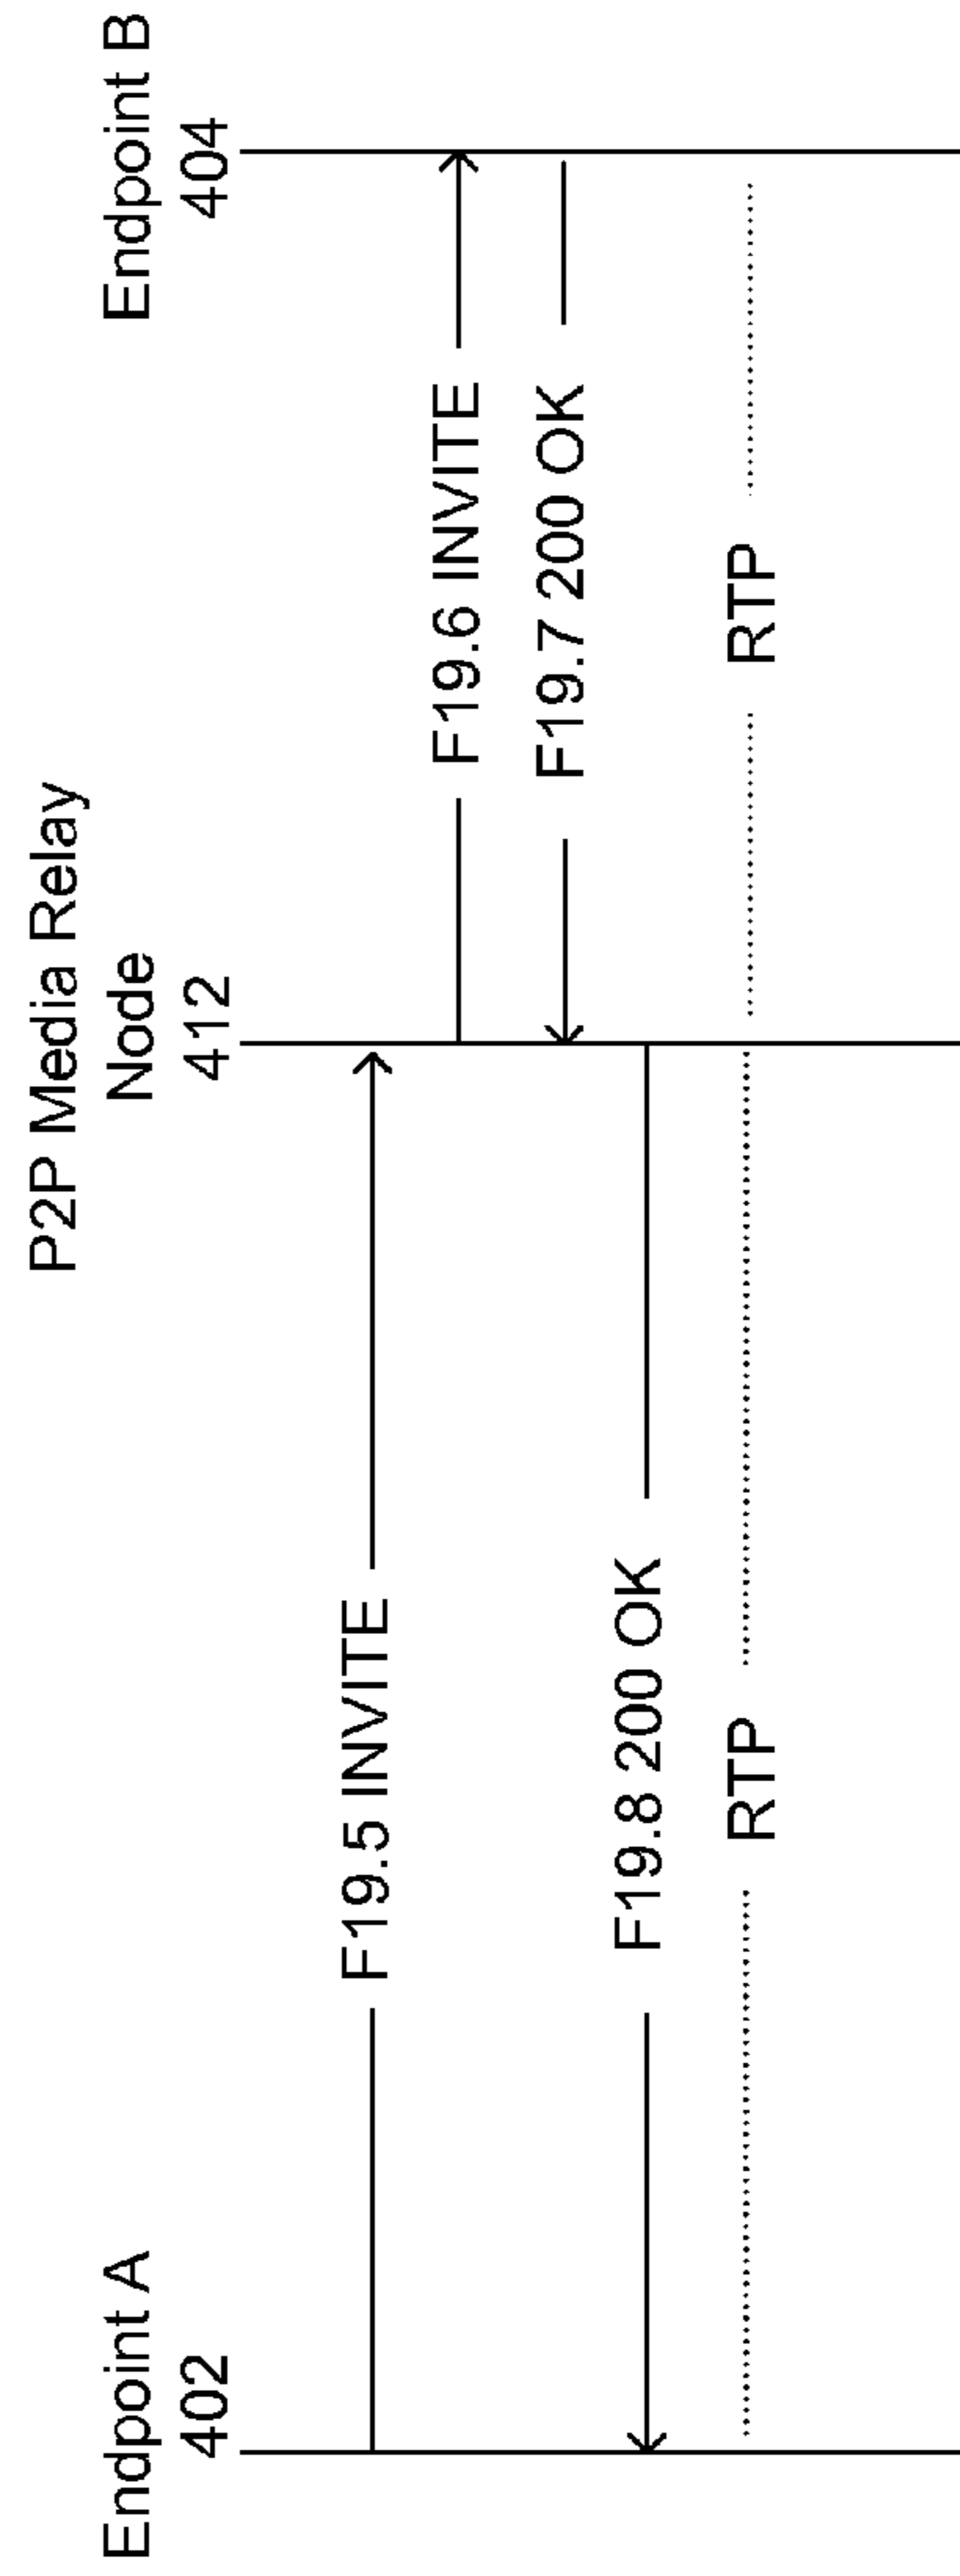 P2P Media Relay
Endpoint A
Node
Endpoint B
402
412
404
F19.5 INVITE
F19.6 INVITE
F19.7 200 OK
F19.8 200 OK
RTP
RTP